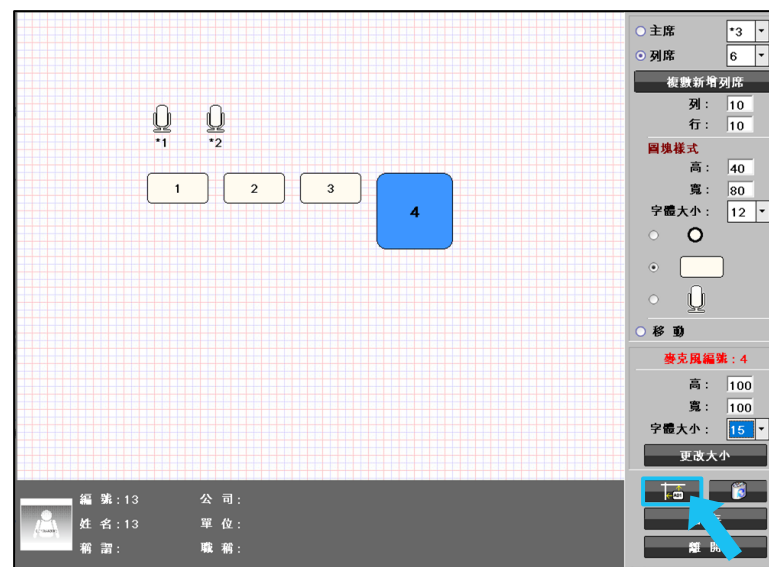 *1 *2
1 2 3 4
主席 *3
列席 6
複數新增列席
列： 10
行： 10
圖塊樣式
高： 40
寬： 80
字體大小： 12
移 動
麥克風編號：4
高： 100
寬： 100
字體大小： 15
更改大小
離 開
編 號：13 公 司：
姓 名：13 單 位：
稱 謂： 職 稱：